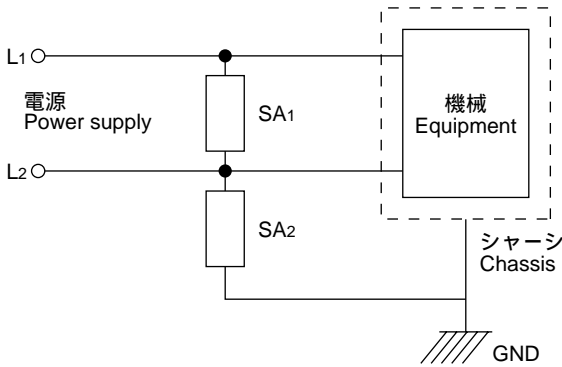 L1
電源
Power supply
L2
SA1
SA2
機械
Equipment
シャーシ
Chassis
GND